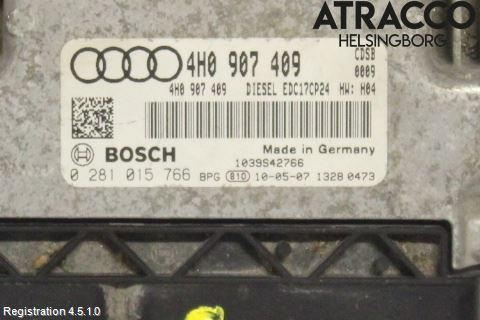 ATRACCO
HELSINGBORG
4H0 907 409 CDSB
0009
4H0 907 409 DIESEL EDC17CP24 HW: H04
BOSCH Made in Germany
1039S42766
0 281 015 766 BPG 810 10-05-07 1328 0473
Registration 4.5.1.0